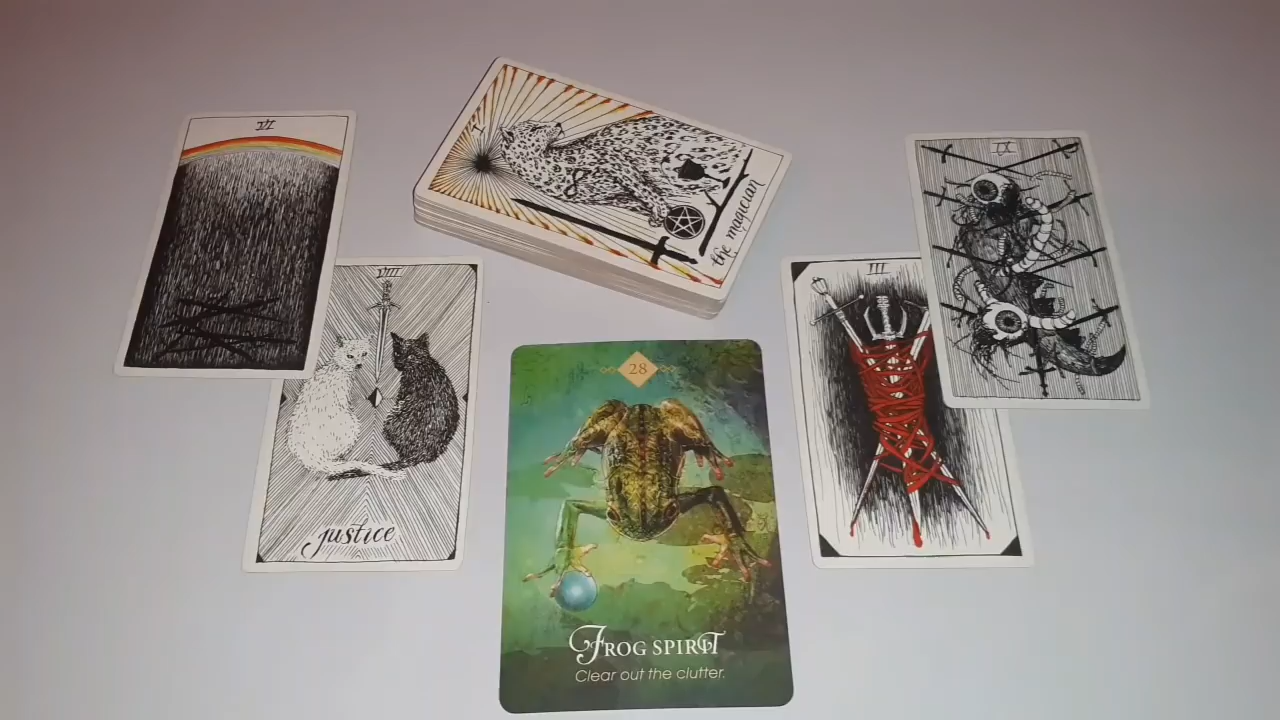 VI
I
the magician
IX
VIII
justice
III
28
FROG SPIRIT
Clear out the clutter.